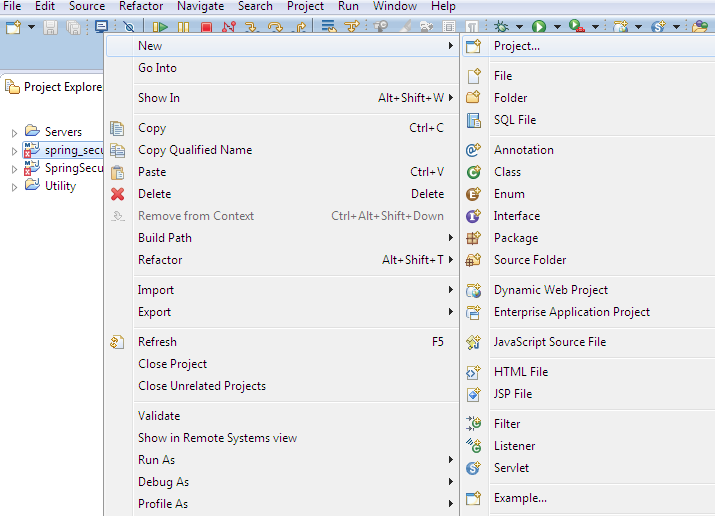 File Edit Source Refactor Navigate Search Project Run Window Help
Project Explore
Servers
spring_secu
SpringSecu
Utility
New
Go Into
Show In Alt+Shift+W
Copy Ctrl+C
Copy Qualified Name
Paste Ctrl+V
Delete Delete
Remove from Context Ctrl+Alt+Shift+Down
Build Path
Refactor Alt+Shift+T
Import
Export
Refresh F5
Close Project
Close Unrelated Projects
Validate
Show in Remote Systems view
Run As
Debug As
Profile As
Project...
File
Folder
SQL File
Annotation
Class
Enum
Interface
Package
Source Folder
Dynamic Web Project
Enterprise Application Project
JavaScript Source File
HTML File
JSP File
Filter
Listener
Servlet
Example...